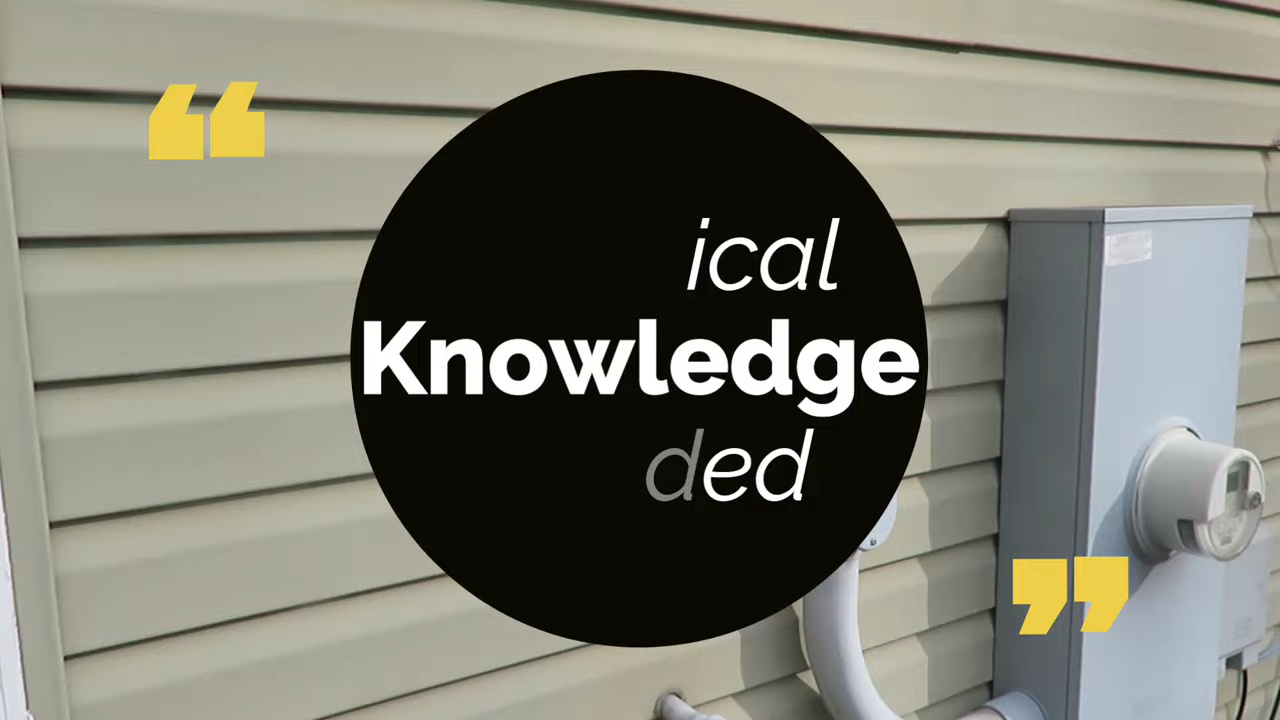 “
ical
Knowledge
ded
”